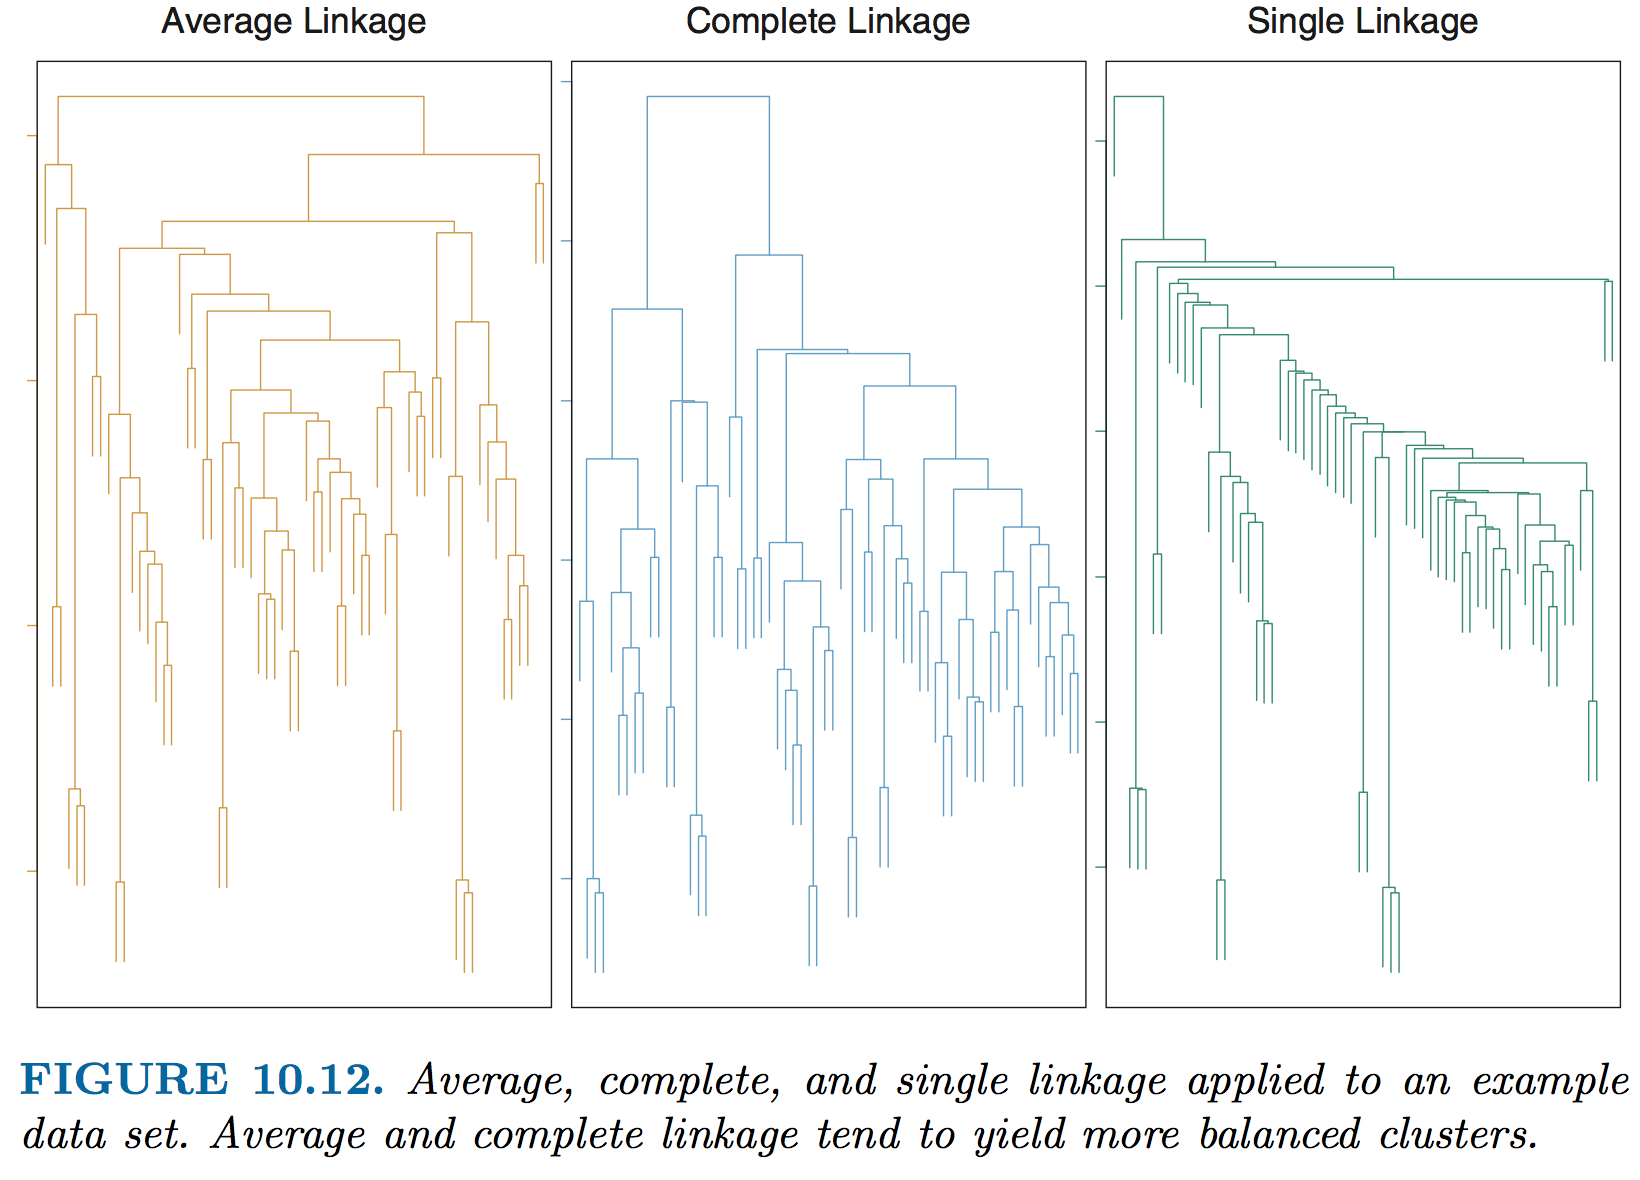 Average Linkage
Complete Linkage
Single Linkage
FIGURE 10.12. Average, complete, and single linkage applied to an example
data set. Average and complete linkage tend to yield more balanced clusters.